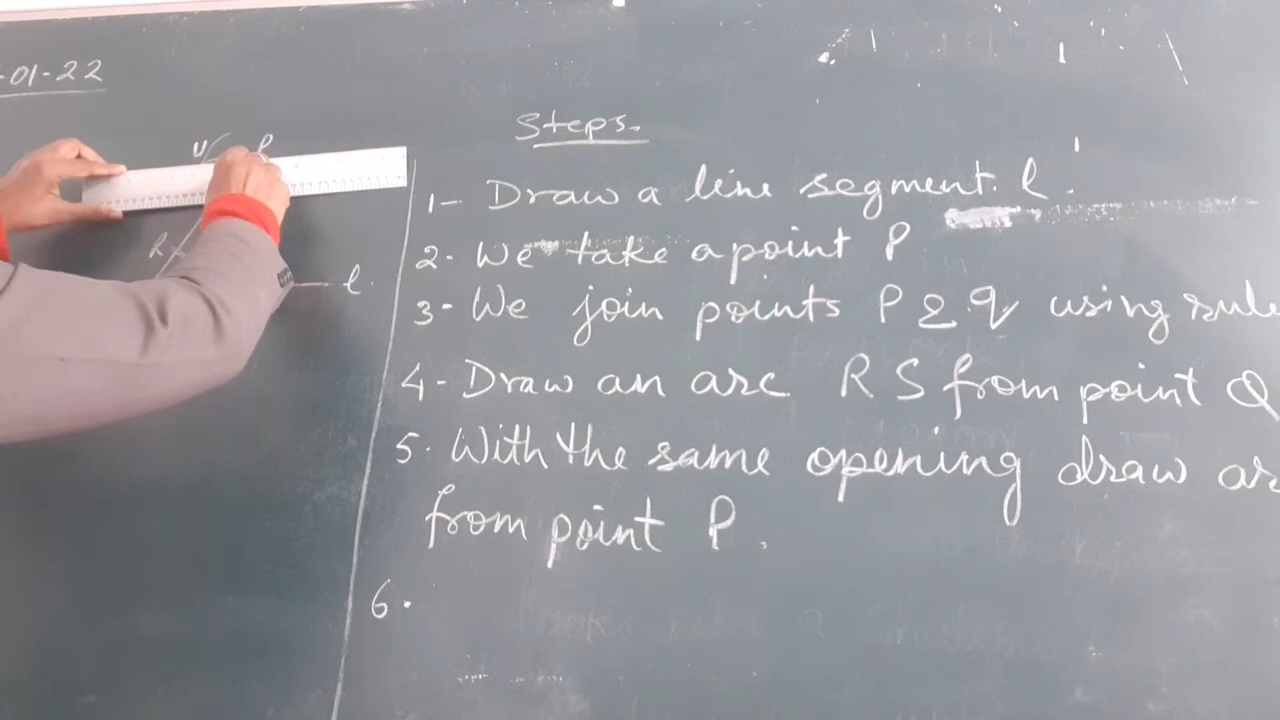 -01-22
Steps.
U P
1- Draw a line segment. l.
R
2. We take a point P
l.
3- We join points P & q using rule
4- Draw an arc RS from point Q
5. With the same opening draw ar
from point P.
6.